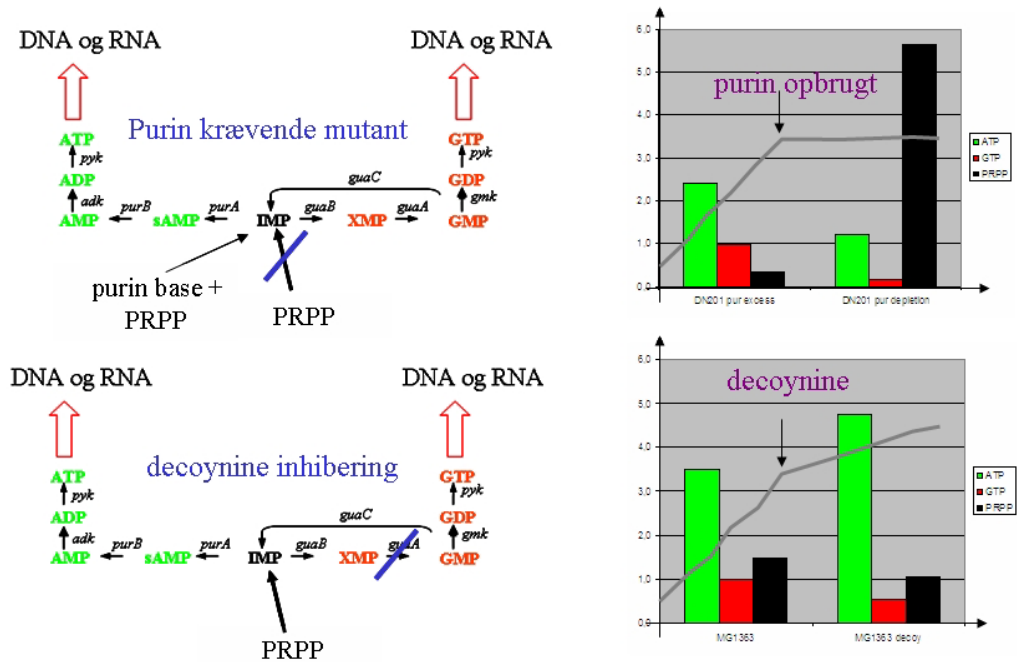 DNA og RNA
DNA og RNA
Purin krævende mutant
ATP
pyk
ADP
adk
AMP
purB
sAMP
purA
IMP
guaB
XMP
guaA
GMP
gmk
GDP
pyk
GTP
guaC
purin base +
PRPP
PRPP
6,0
5,0
4,0
3,0
2,0
1,0
0,0
purin opbrugt
DN201 pur excess
DN201 pur depletion
ATP
GTP
PRPP
DNA og RNA
DNA og RNA
decoynine inhibering
ATP
pyk
ADP
adk
AMP
purB
sAMP
purA
IMP
guaB
XMP
guaA
GMP
gmk
GDP
pyk
GTP
guaC
PRPP
6,0
5,0
4,0
3,0
2,0
1,0
0,0
decoynine
MG1363
MG1363 decoy
ATP
GTP
PRPP